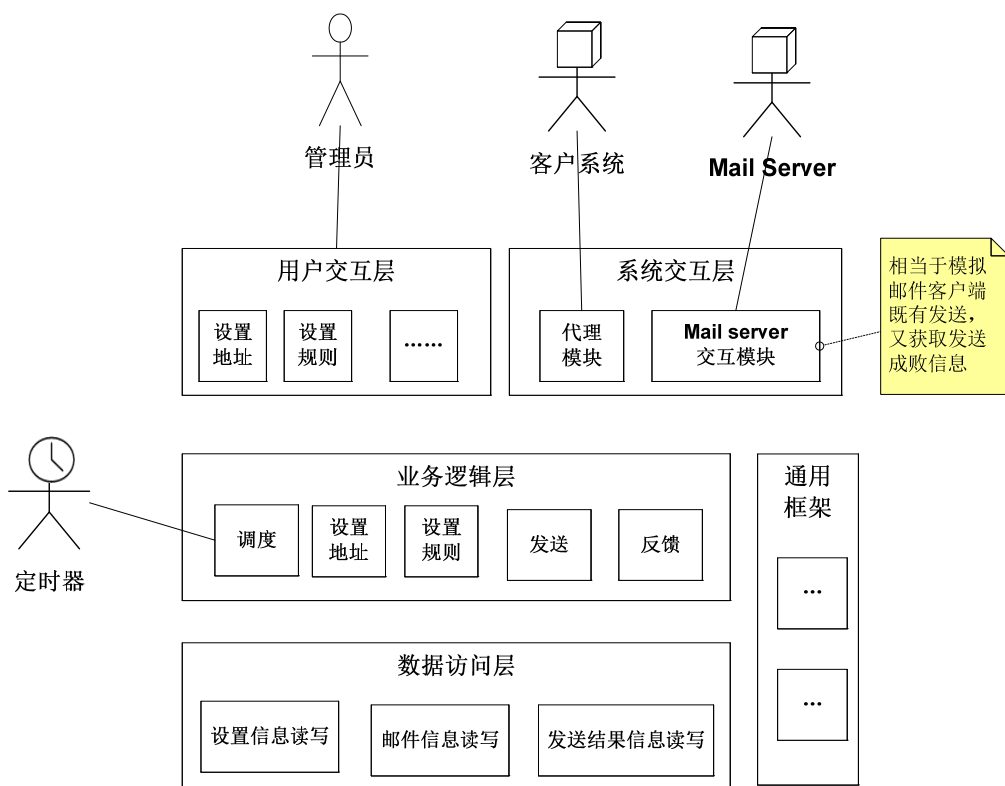 管理员
客户系统
Mail Server
用户交互层
设置
地址
设置
规则
……
系统交互层
代理
模块
Mail server
交互模块
相当于模拟
邮件客户端
既有发送，
又获取发送
成败信息
定时器
业务逻辑层
调度
设置
地址
设置
规则
发送
反馈
通用
框架
...
...
数据访问层
设置信息读写
邮件信息读写
发送结果信息读写